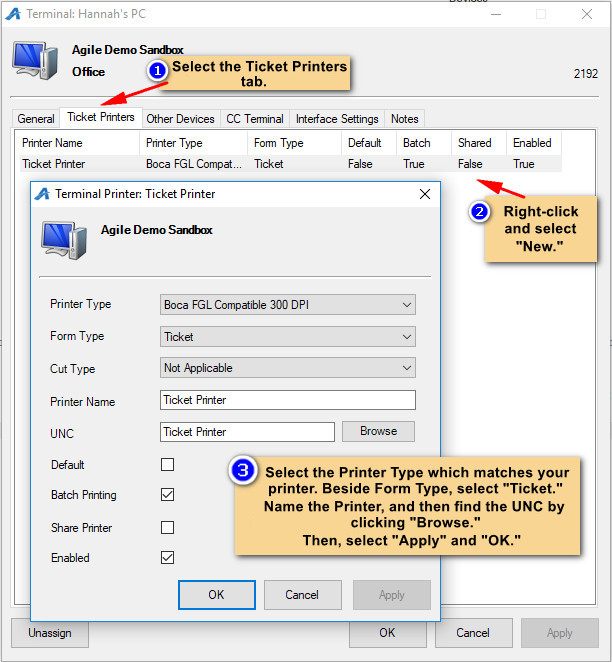 Terminal: Hannah's PC
Agile Demo Sandbox
Office
2192
1 Select the Ticket Printers
tab.
General Ticket Printers Other Devices CC Terminal Interface Settings Notes
Printer Name Printer Type Form Type Default Batch Shared Enabled
Ticket Printer Boca FGL Compat... Ticket False True False True
2 Right-click
and select
"New."
Terminal Printer: Ticket Printer
Agile Demo Sandbox
Printer Type Boca FGL Compatible 300 DPI
Form Type Ticket
Cut Type Not Applicable
Printer Name Ticket Printer
UNC Ticket Printer Browse
Default
Batch Printing
Share Printer
Enabled
3 Select the Printer Type which matches your
printer. Beside Form Type, select "Ticket."
Name the Printer, and then find the UNC by
clicking "Browse."
Then, select "Apply" and "OK."
OK Cancel Apply
Unassign OK Cancel Apply